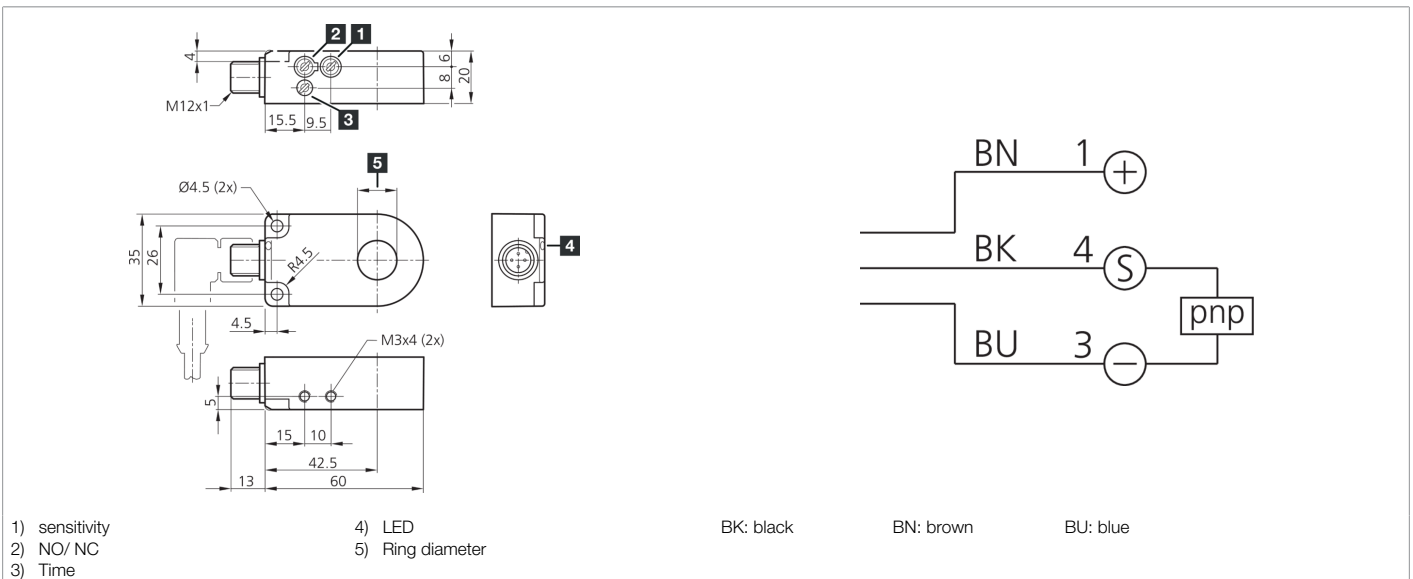 2 1
4
6
8
20
M12x1
15.5 9.5 3
5
Ø4.5 (2x)
35
26
R4.5
4
4.5
M3x4 (2x)
5
15 10
42.5
13 60
BN 1 +
BK 4 S
pnp
BU 3 −
1) sensitivity
2) NO/ NC
3) Time
4) LED
5) Ring diameter
BK: black BN: brown BU: blue